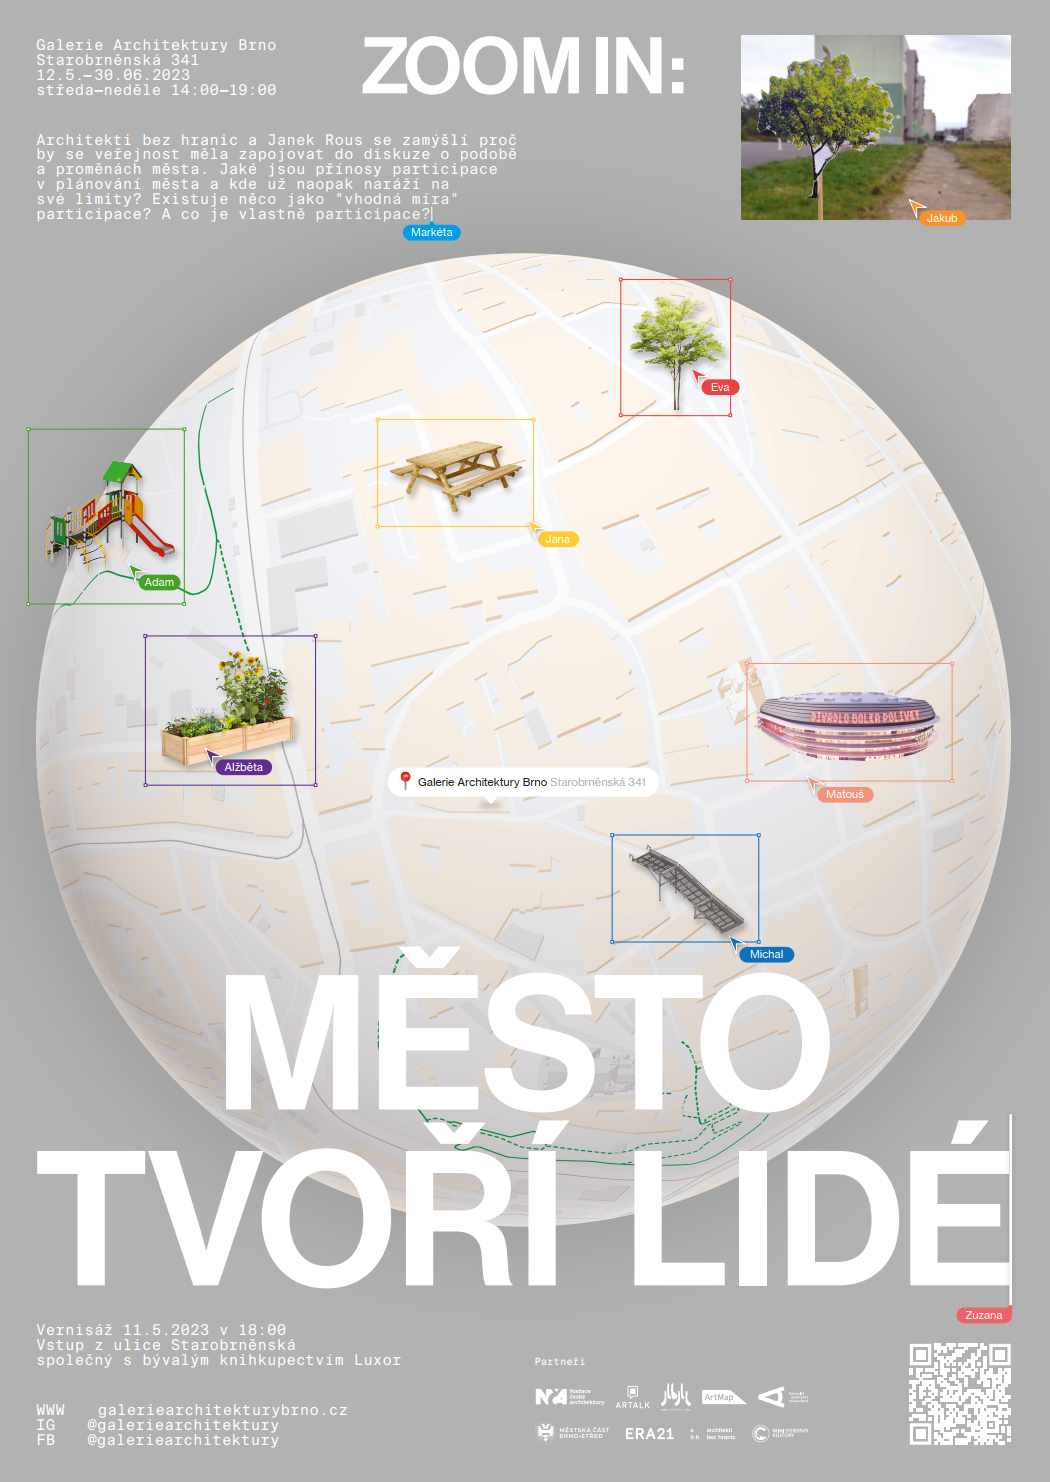 Galerie Architektury Brno
Starobrněnská 341
12.5.–30.06.2023
středa–neděle 14:00–19:00
ZOOM IN:
Architekti bez hranic a Janek Rous se zamýšlí proč
by se veřejnost měla zapojovat do diskuze o podobě
a proměnách města. Jaké jsou přínosy participace
v plánování města a kde už naopak naráží na
své limity? Existuje něco jako "vhodná míra"
participace? A co je vlastně participace?
Markéta
Jakub
Eva
Jana
Adam
Alžběta
DIVADLO BOLKA POLÍVKY
Matouš
Galerie Architektury Brno Starobrněnská 341
Michal
MĚSTO
TVOŘÍ LIDÉ
Zuzana
Vernisáž 11.5.2023 v 18:00
Vstup z ulice Starobrněnská
společný s bývalým knihkupectvím Luxor
WWW galeriearchitekturybrno.cz
IG @galeriearchitektury
FB @galeriearchitektury
Partneři
Nadace
české
architektury
ARTALK
ArtMap
MĚSTSKÁ ČÁST
BRNO-STŘED
ERA21
a
b h
architekti
bez hranic
MINISTERSTVO
KULTURY